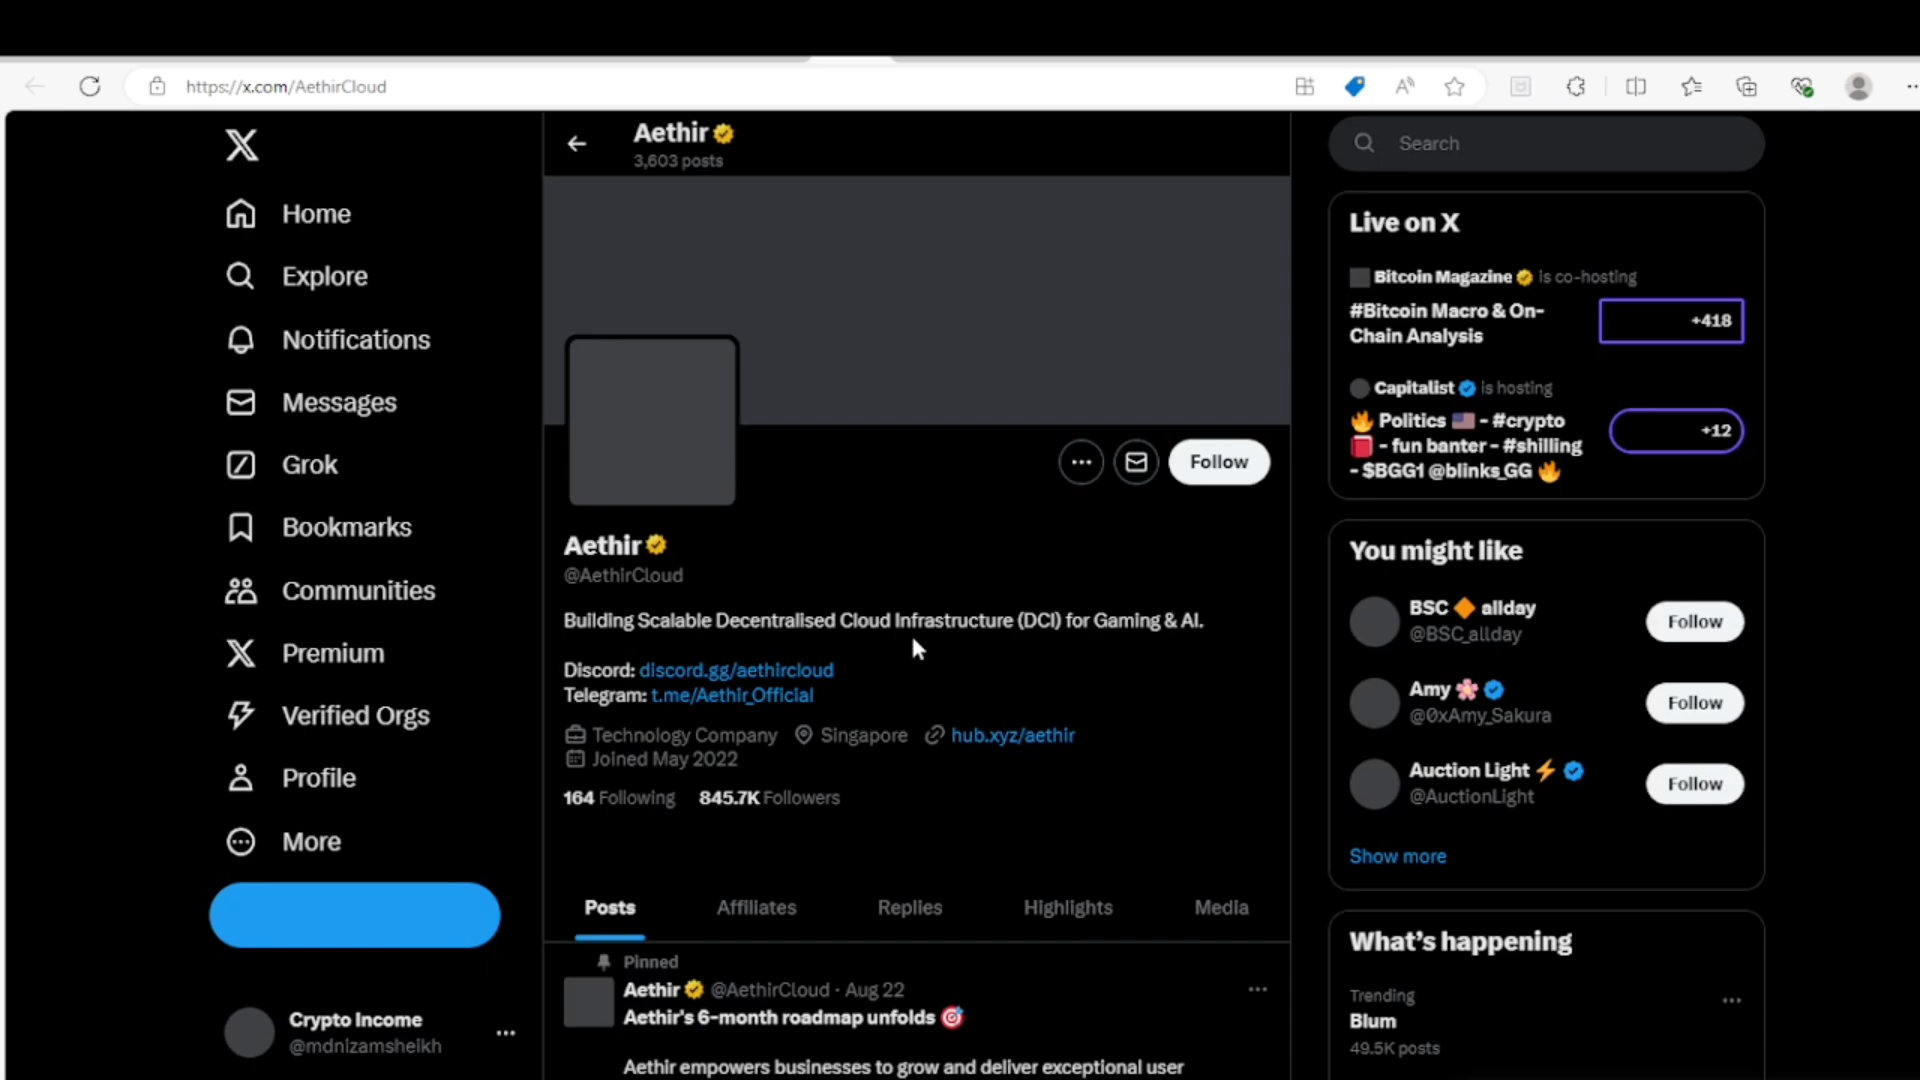 https://x.com/AethirCloud
Home
Explore
Notifications
Messages
Grok
Bookmarks
Communities
Premium
Verified Orgs
Profile
More
Crypto Income
@mdnizamsheikh
Aethir
3,603 posts
Follow
Aethir
@AethirCloud
Building Scalable Decentralised Cloud Infrastructure (DCI) for Gaming & AI.
Discord: discord.gg/aethircloud
Telegram: t.me/Aethir_Official
Technology Company Singapore hub.xyz/aethir
Joined May 2022
164 Following 845.7K Followers
Posts Affiliates Replies Highlights Media
Pinned
Aethir @AethirCloud · Aug 22
Aethir's 6-month roadmap unfolds 🎯
Aethir empowers businesses to grow and deliver exceptional user
Search
Live on X
Bitcoin Magazine is co-hosting
#Bitcoin Macro & On-
Chain Analysis
+418
Capitalist is hosting
🔥 Politics 🇺🇸 - #crypto
📕 - fun banter - #shilling
- $BGG1 @blinks_GG 🔥
+12
You might like
BSC 🔶 allday
@BSC_allday
Follow
Amy 🌸
@0xAmy_Sakura
Follow
Auction Light ⚡
@AuctionLight
Follow
Show more
What's happening
Trending
Blum
49.5K posts